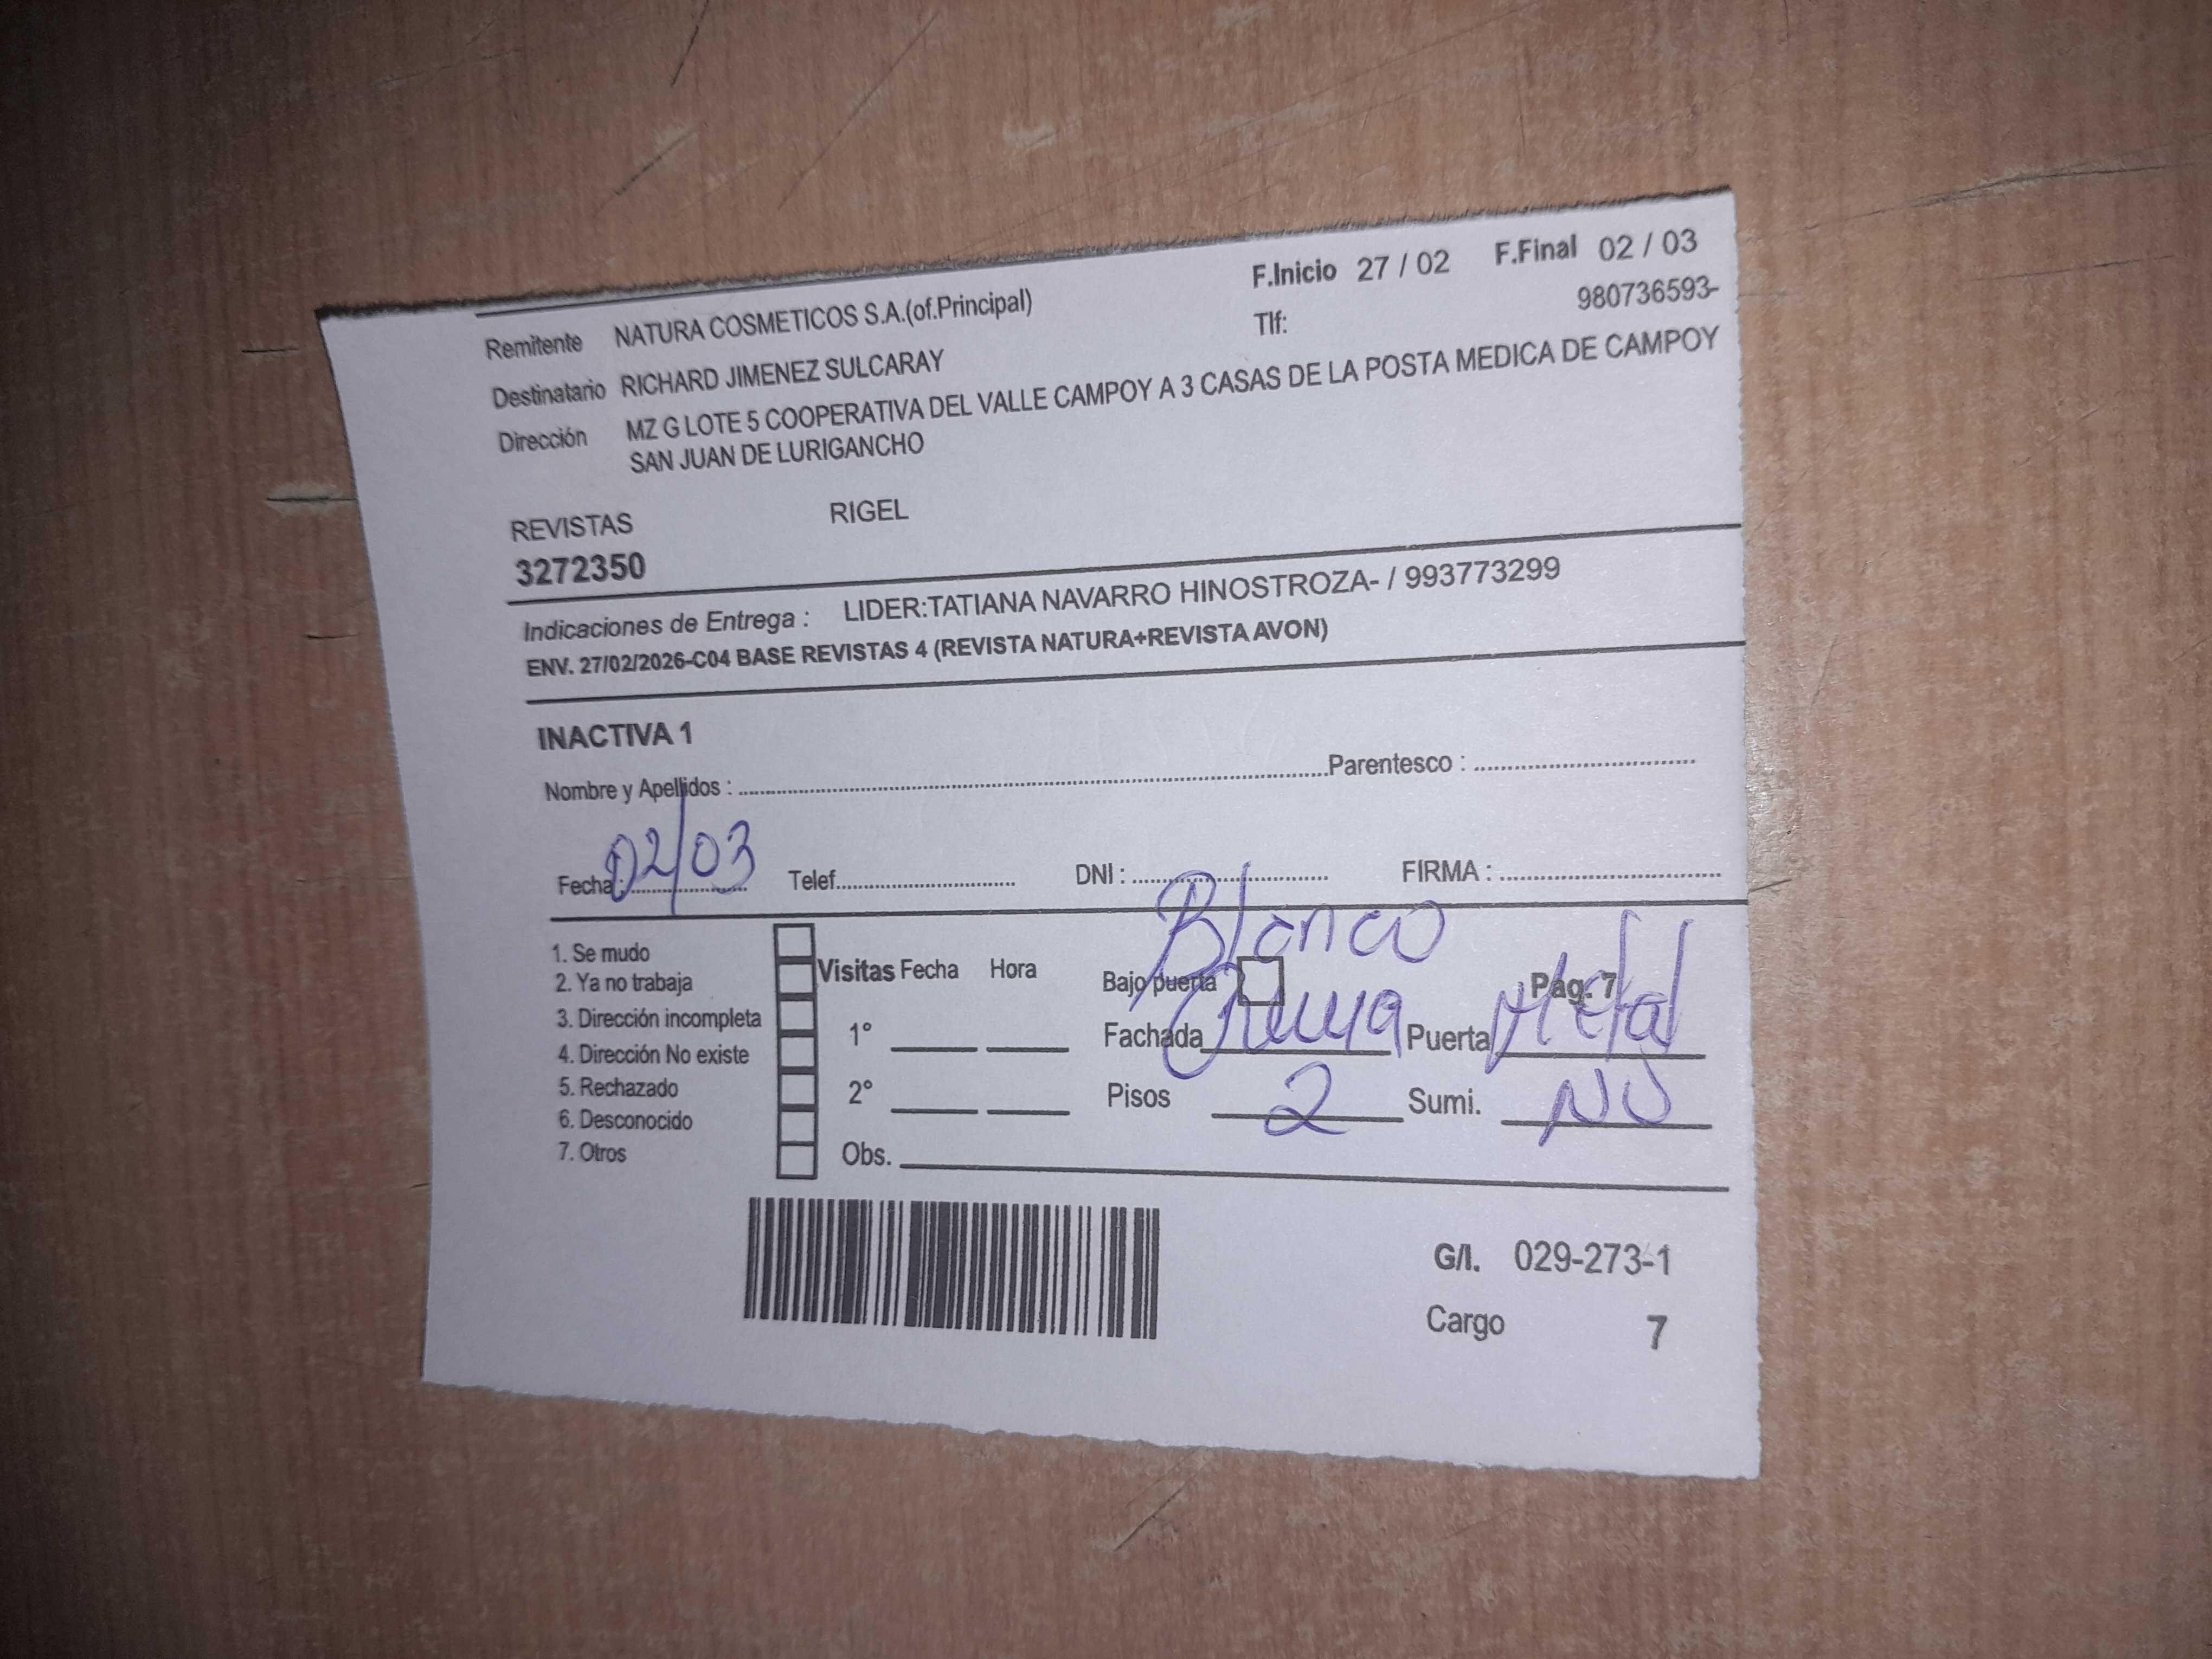 F.Inicio 27 / 02 F.Final 02 / 03
Remitente NATURA COSMETICOS S.A.(of.Principal) Tlf: 980736593-
Destinatario RICHARD JIMENEZ SULCARAY
Dirección MZ G LOTE 5 COOPERATIVA DEL VALLE CAMPOY A 3 CASAS DE LA POSTA MEDICA DE CAMPOY
SAN JUAN DE LURIGANCHO
REVISTAS RIGEL
3272350
Indicaciones de Entrega : LIDER:TATIANA NAVARRO HINOSTROZA- / 993773299
ENV. 27/02/2026-C04 BASE REVISTAS 4 (REVISTA NATURA+REVISTA AVON)
INACTIVA 1
Nombre y Apellidos : Parentesco :
Fecha: 02/03 Telef. DNI : FIRMA :
Blanco
1. Se mudo
2. Ya no trabaja Visitas Fecha Hora Bajo puerta Pag. 7
3. Dirección incompleta 1° Fachada Crema Puerta Metal
4. Dirección No existe
5. Rechazado 2° Pisos 2 Sumi. NO
6. Desconocido
7. Otros Obs.
G/I. 029-273-1
Cargo 7